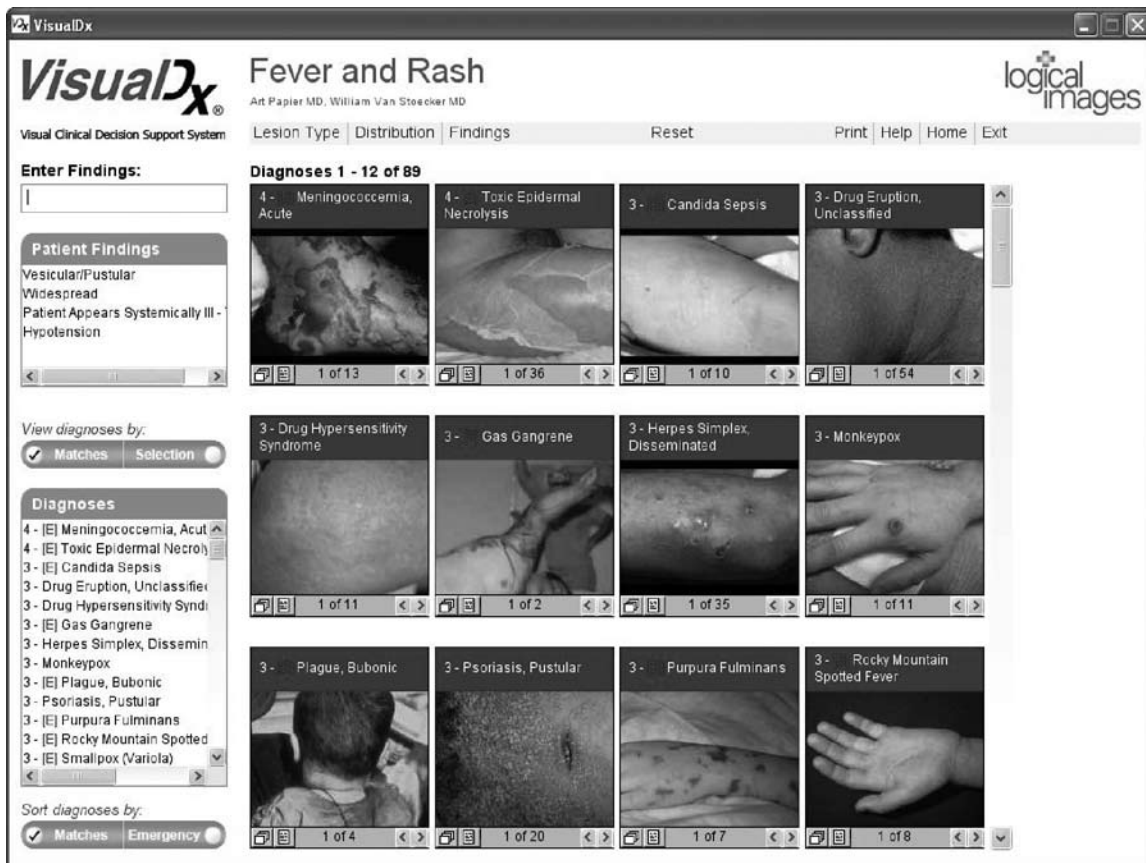 VisualDx
VisualDx®
Visual Clinical Decision Support System
Fever and Rash
Art Papier MD, William Van Stoecker MD
logical
images
Lesion Type Distribution Findings Reset Print Help Home Exit
Enter Findings:
Patient Findings
Vesicular/Pustular
Widespread
Patient Appears Systemically Ill -
Hypotension
View diagnoses by:
Matches Selection
Diagnoses
4 - [E] Meningococcemia, Acut
4 - [E] Toxic Epidermal Necroly
3 - [E] Candida Sepsis
3 - Drug Eruption, Unclassified
3 - Drug Hypersensitivity Syndr
3 - [E] Gas Gangrene
3 - Herpes Simplex, Dissemin
3 - Monkeypox
3 - [E] Plague, Bubonic
3 - Psoriasis, Pustular
3 - [E] Purpura Fulminans
3 - [E] Rocky Mountain Spotted
3 - [E] Smallpox (Variola)
Sort diagnoses by:
Matches Emergency
Diagnoses 1 - 12 of 89
4 - Meningococcemia,
Acute
1 of 13
4 - Toxic Epidermal
Necrolysis
1 of 36
3 - Candida Sepsis
1 of 10
3 - Drug Eruption,
Unclassified
1 of 54
3 - Drug Hypersensitivity
Syndrome
1 of 11
3 - Gas Gangrene
1 of 2
3 - Herpes Simplex,
Disseminated
1 of 35
3 - Monkeypox
1 of 11
3 - Plague, Bubonic
1 of 4
3 - Psoriasis, Pustular
1 of 20
3 - Purpura Fulminans
1 of 7
3 - Rocky Mountain
Spotted Fever
1 of 8